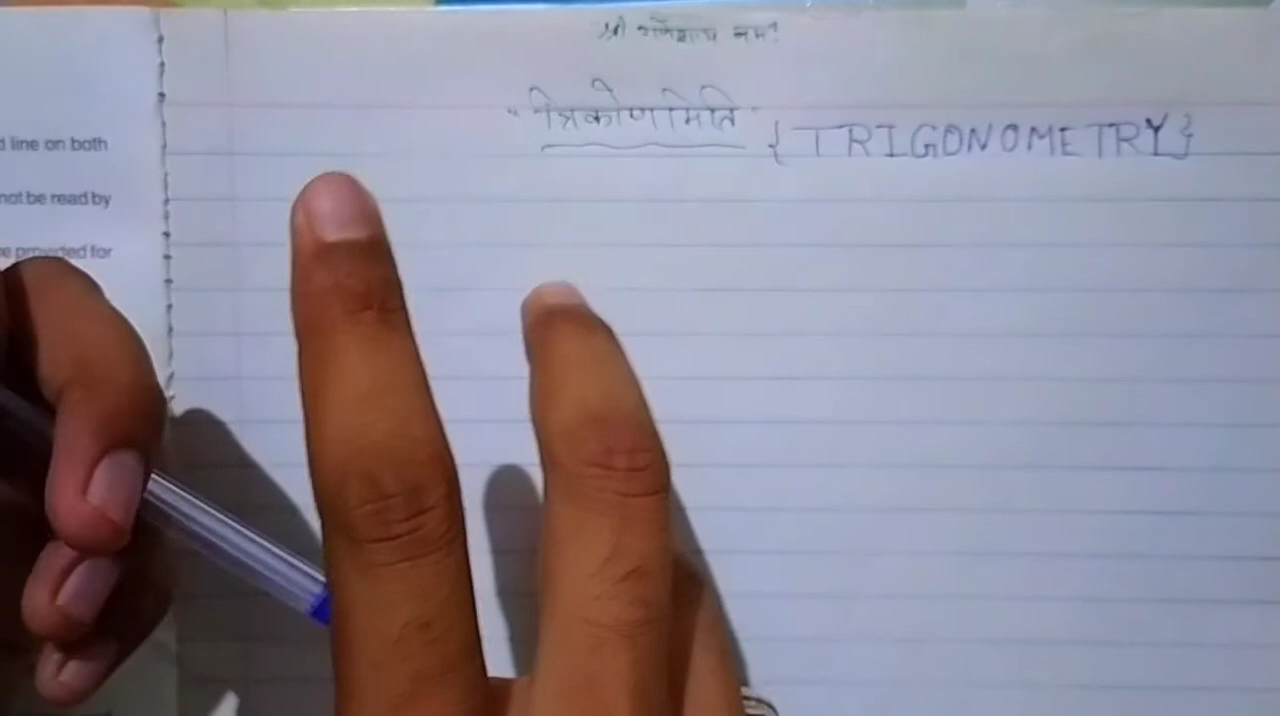 श्री गणेशाय नमः
"त्रिकोणमिति" {TRIGONOMETRY}
line on both
not be read by
provided for